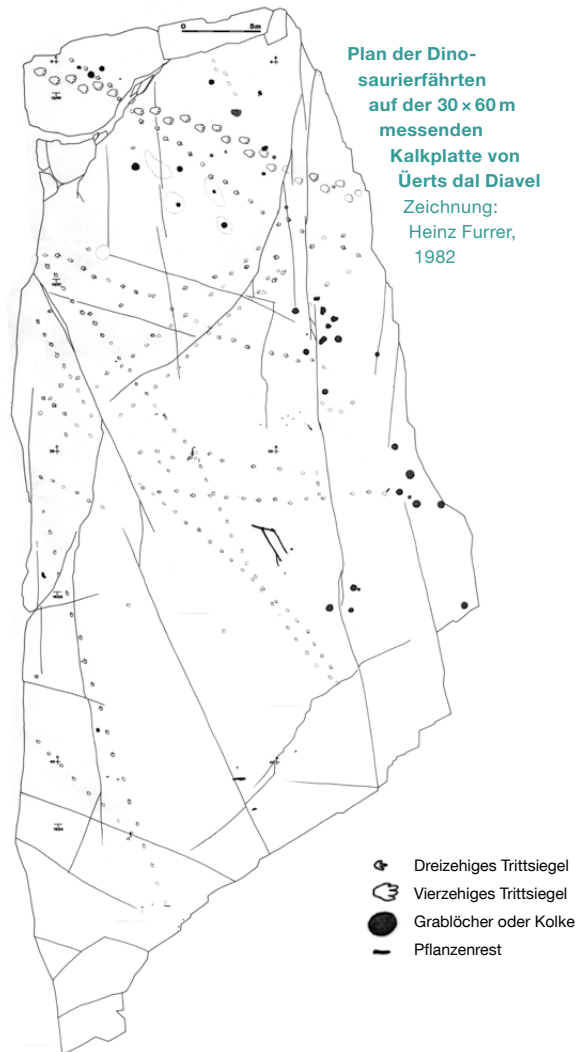 0 5m
Plan der Dino-
saurierfährten
auf der 30 × 60 m
messenden
Kalkplatte von
Üerts dal Diavel
Zeichnung:
Heinz Furrer,
1982
Dreizehiges Trittsiegel
Vierzehiges Trittsiegel
Grablöcher oder Kolke
Pflanzenrest